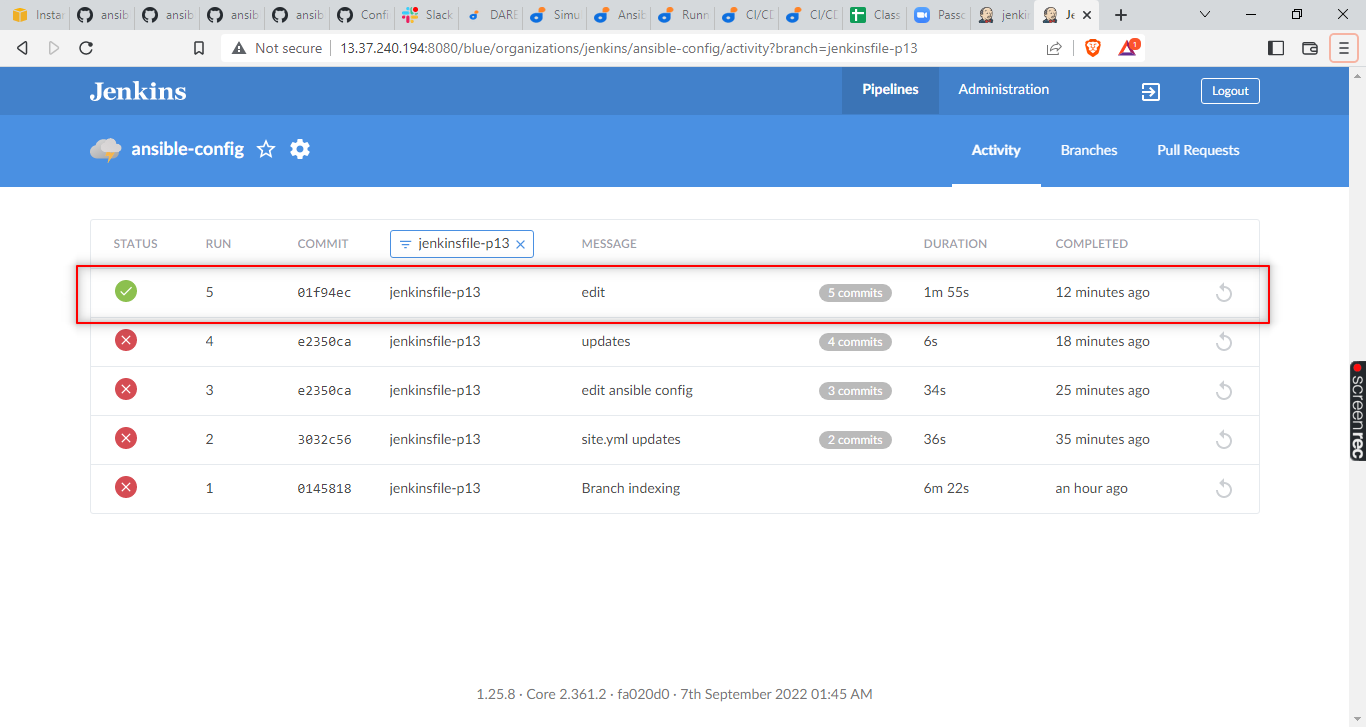 Instar ansib ansib ansib ansib Confi Slack DARE Simu Ansib Runn CI/CD CI/CD Class Passc jenkin Je
Not secure 13.37.240.194:8080/blue/organizations/jenkins/ansible-config/activity?branch=jenkinsfile-p13 1
Jenkins Pipelines Administration Logout
ansible-config Activity Branches Pull Requests
STATUS RUN COMMIT jenkinsfile-p13 MESSAGE DURATION COMPLETED
5 01f94ec jenkinsfile-p13 edit 5 commits 1m 55s 12 minutes ago
4 e2350ca jenkinsfile-p13 updates 4 commits 6s 18 minutes ago
3 e2350ca jenkinsfile-p13 edit ansible config 3 commits 34s 25 minutes ago
2 3032c56 jenkinsfile-p13 site.yml updates 2 commits 36s 35 minutes ago
1 0145818 jenkinsfile-p13 Branch indexing 6m 22s an hour ago
screenrec
1.25.8 · Core 2.361.2 · fa020d0 · 7th September 2022 01:45 AM